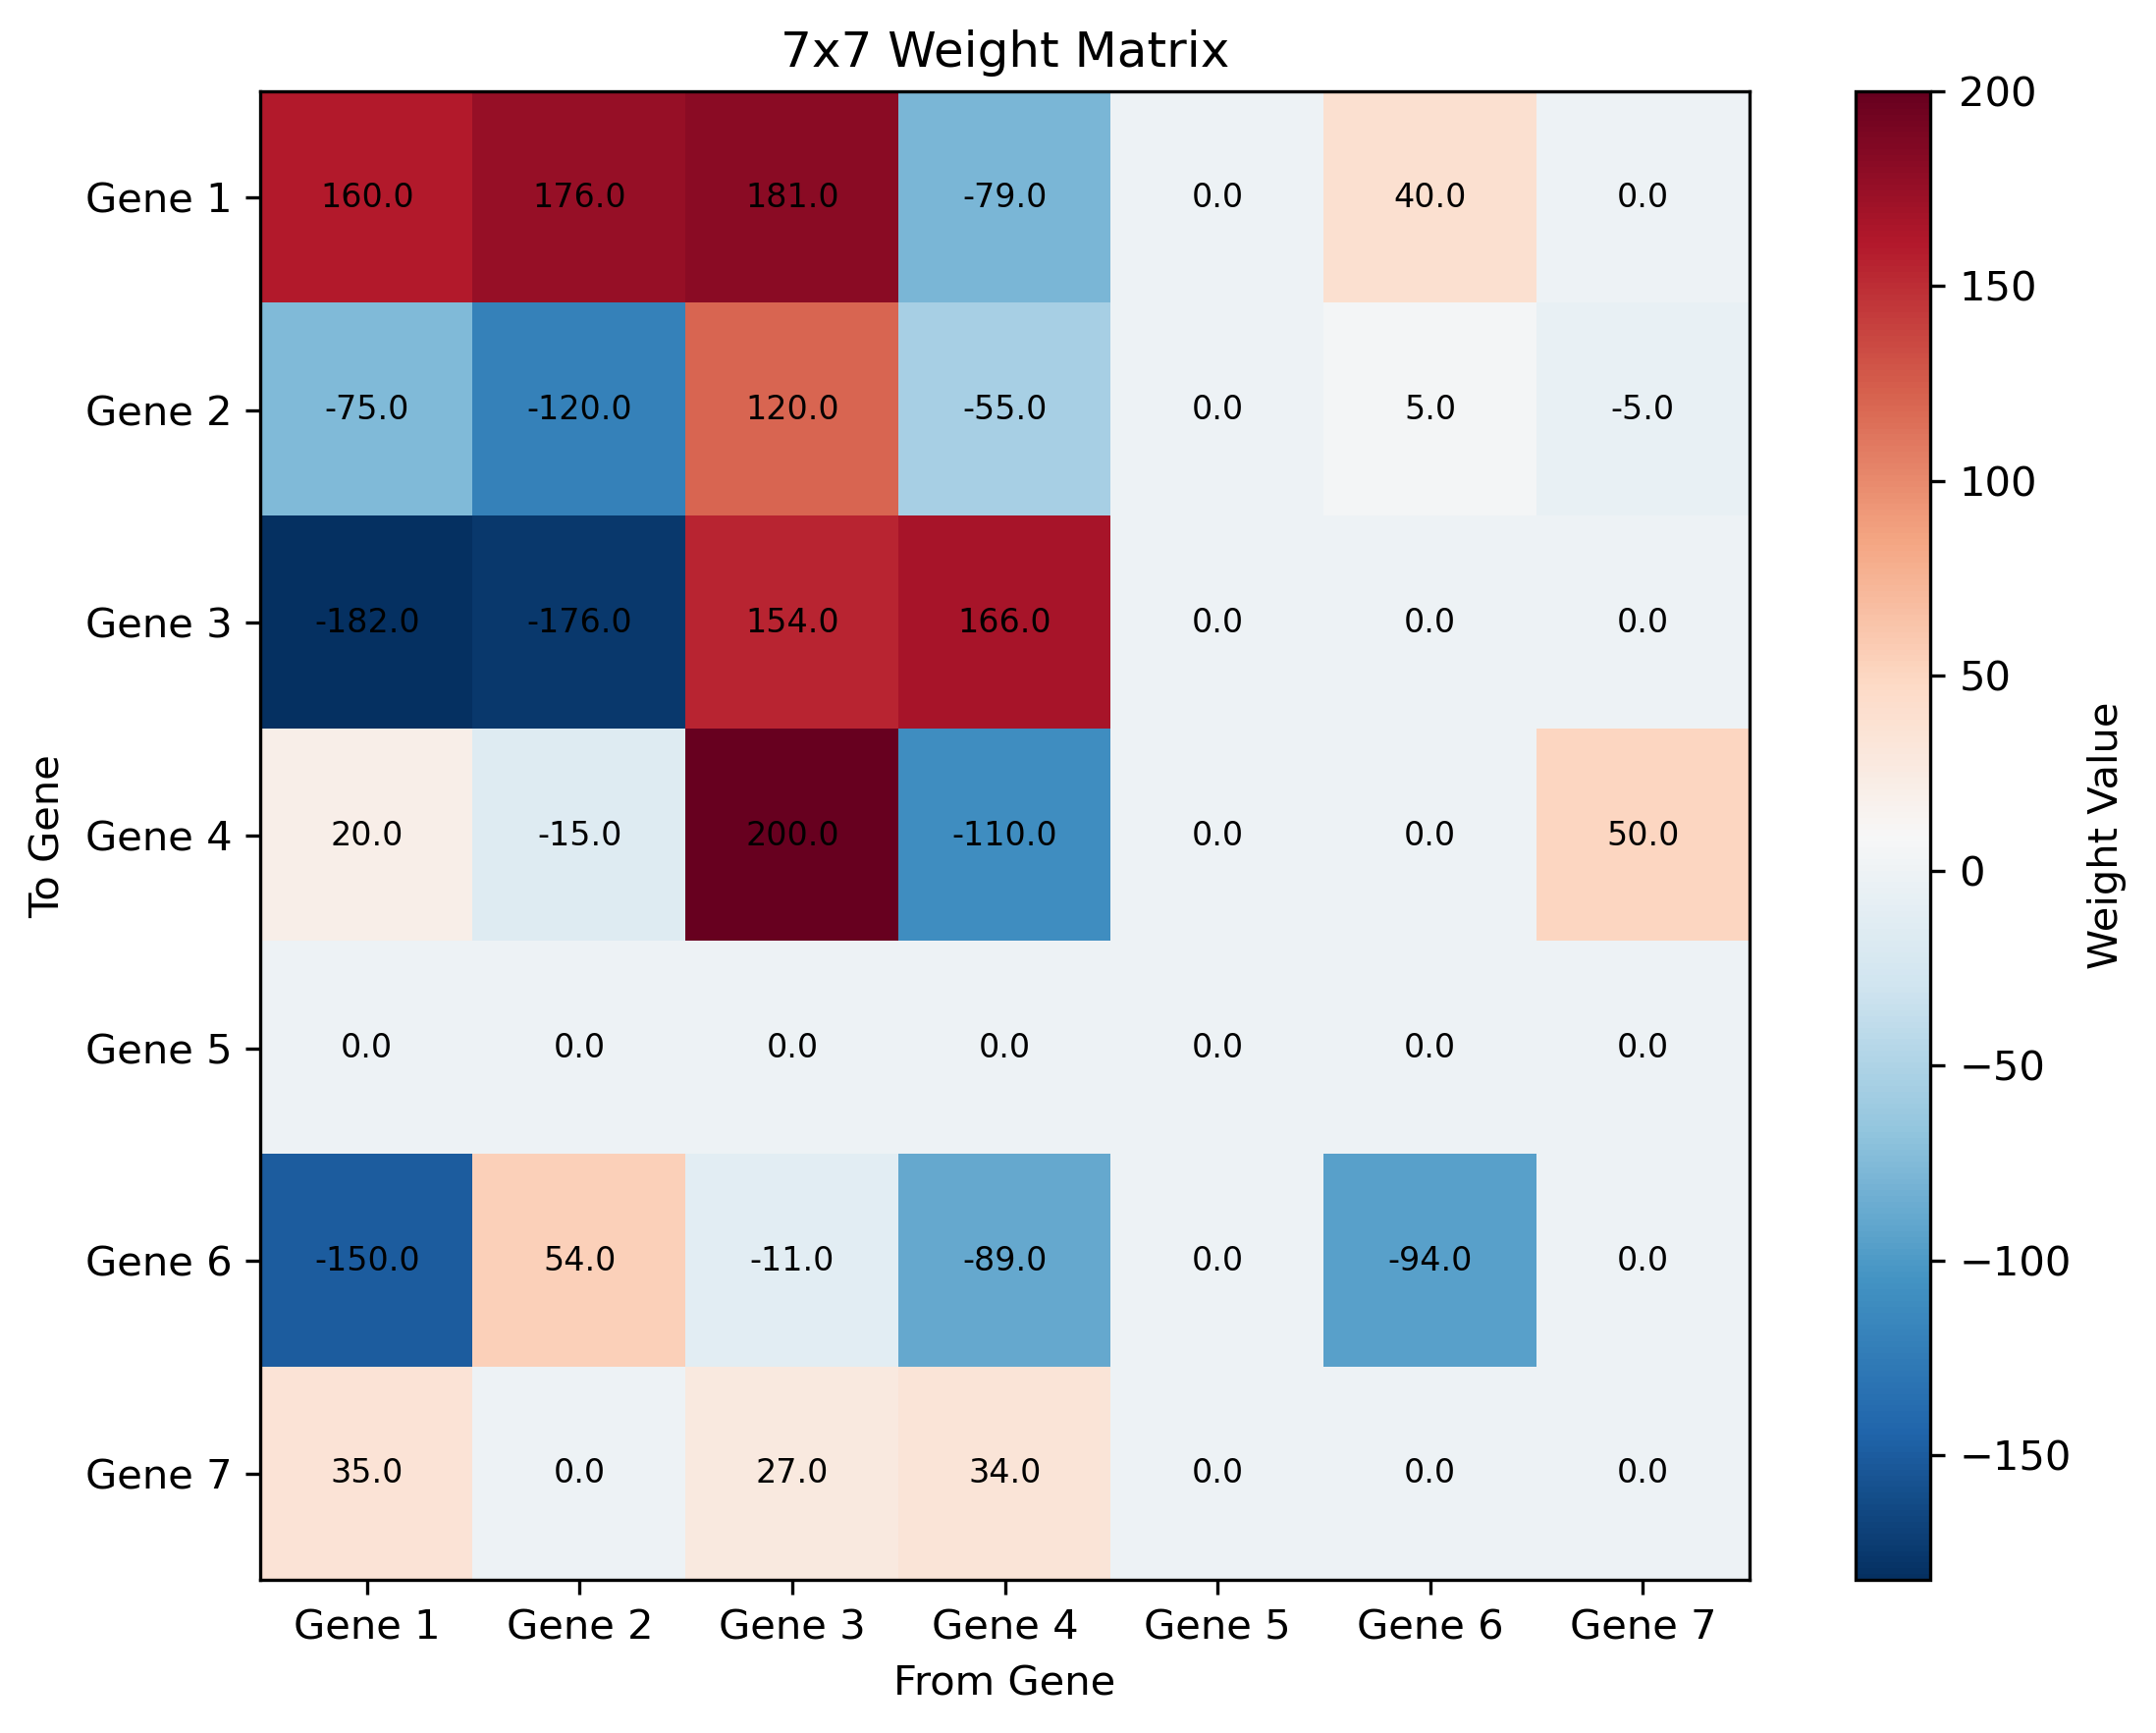 7x7 Weight Matrix
Gene 1 160.0 176.0 181.0 -79.0 0.0 40.0 0.0
Gene 2 -75.0 -120.0 120.0 -55.0 0.0 5.0 -5.0
Gene 3 -182.0 -176.0 154.0 166.0 0.0 0.0 0.0
Gene 4 20.0 -15.0 200.0 -110.0 0.0 0.0 50.0
Gene 5 0.0 0.0 0.0 0.0 0.0 0.0 0.0
Gene 6 -150.0 54.0 -11.0 -89.0 0.0 -94.0 0.0
Gene 7 35.0 0.0 27.0 34.0 0.0 0.0 0.0
Gene 1 Gene 2 Gene 3 Gene 4 Gene 5 Gene 6 Gene 7
From Gene
To Gene
200
150
100
50
0
−50
−100
−150
Weight Value